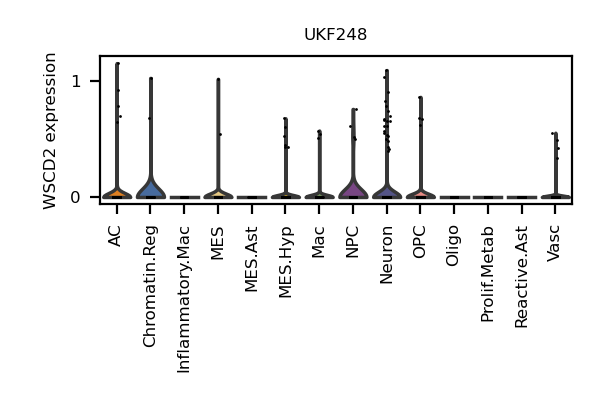 UKF248
WSCD2 expression
1
0
AC
Chromatin.Reg
Inflammatory.Mac
MES
MES.Ast
MES.Hyp
Mac
NPC
Neuron
OPC
Oligo
Prolif.Metab
Reactive.Ast
Vasc